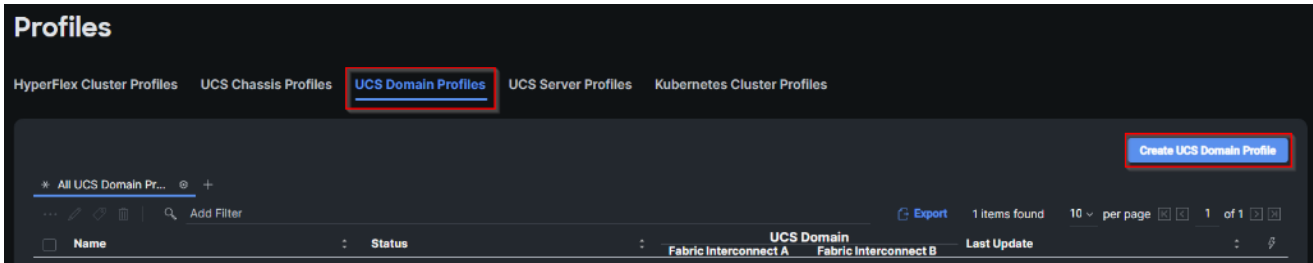 Profiles
HyperFlex Cluster Profiles UCS Chassis Profiles UCS Domain Profiles UCS Server Profiles Kubernetes Cluster Profiles
Create UCS Domain Profile
All UCS Domain Pr...
Add Filter Export 1 items found 10 per page 1 of 1
UCS Domain
Name Status Fabric Interconnect A Fabric Interconnect B Last Update